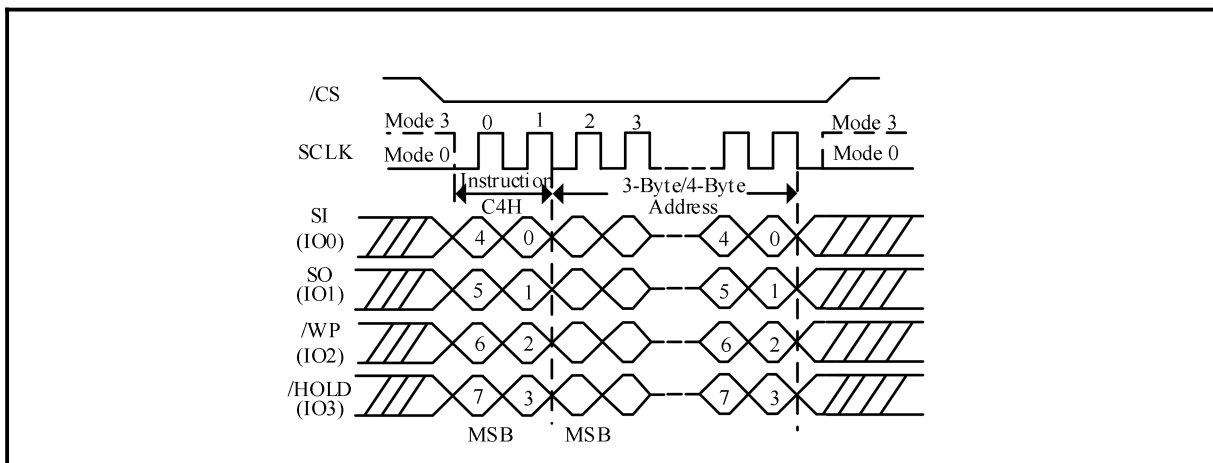 /CS
Mode 3 0 1 2 3 Mode 3
SCLK Mode 0 Mode 0
Instruction 3-Byte/4-Byte
C4H Address
SI
(IO0) 4 0 4 0
SO
(IO1) 5 1 5 1
/WP
(IO2) 6 2 6 2
/HOLD
(IO3) 7 3 7 3
MSB MSB